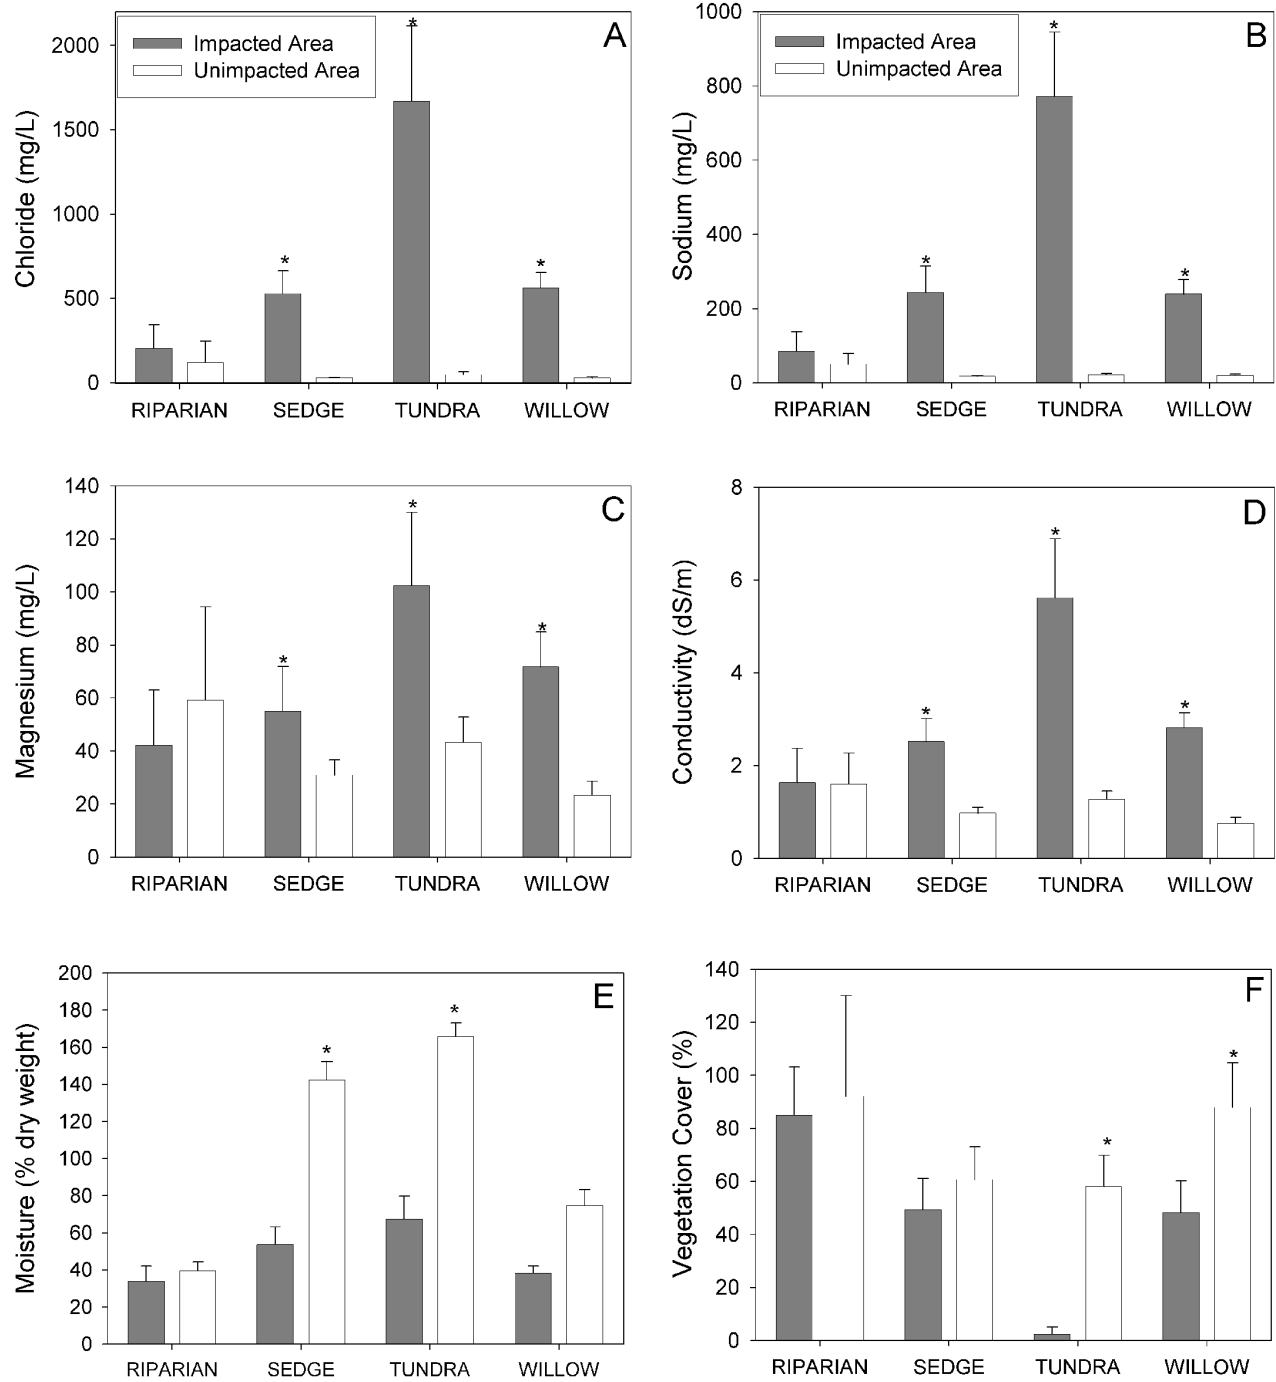 A
Impacted Area
Unimpacted Area
Chloride (mg/L)
2000
1500
1000
500
0
*
*
*
RIPARIAN SEDGE TUNDRA WILLOW
B
Impacted Area
Unimpacted Area
Sodium (mg/L)
1000
800
600
400
200
0
*
*
*
RIPARIAN SEDGE TUNDRA WILLOW
C
Magnesium (mg/L)
140
120
100
80
60
40
20
0
*
*
*
RIPARIAN SEDGE TUNDRA WILLOW
D
Conductivity (dS/m)
8
6
4
2
0
*
*
*
RIPARIAN SEDGE TUNDRA WILLOW
E
Moisture (% dry weight)
200
180
160
140
120
100
80
60
40
20
0
*
*
RIPARIAN SEDGE TUNDRA WILLOW
F
Vegetation Cover (%)
140
120
100
80
60
40
20
0
*
*
RIPARIAN SEDGE TUNDRA WILLOW